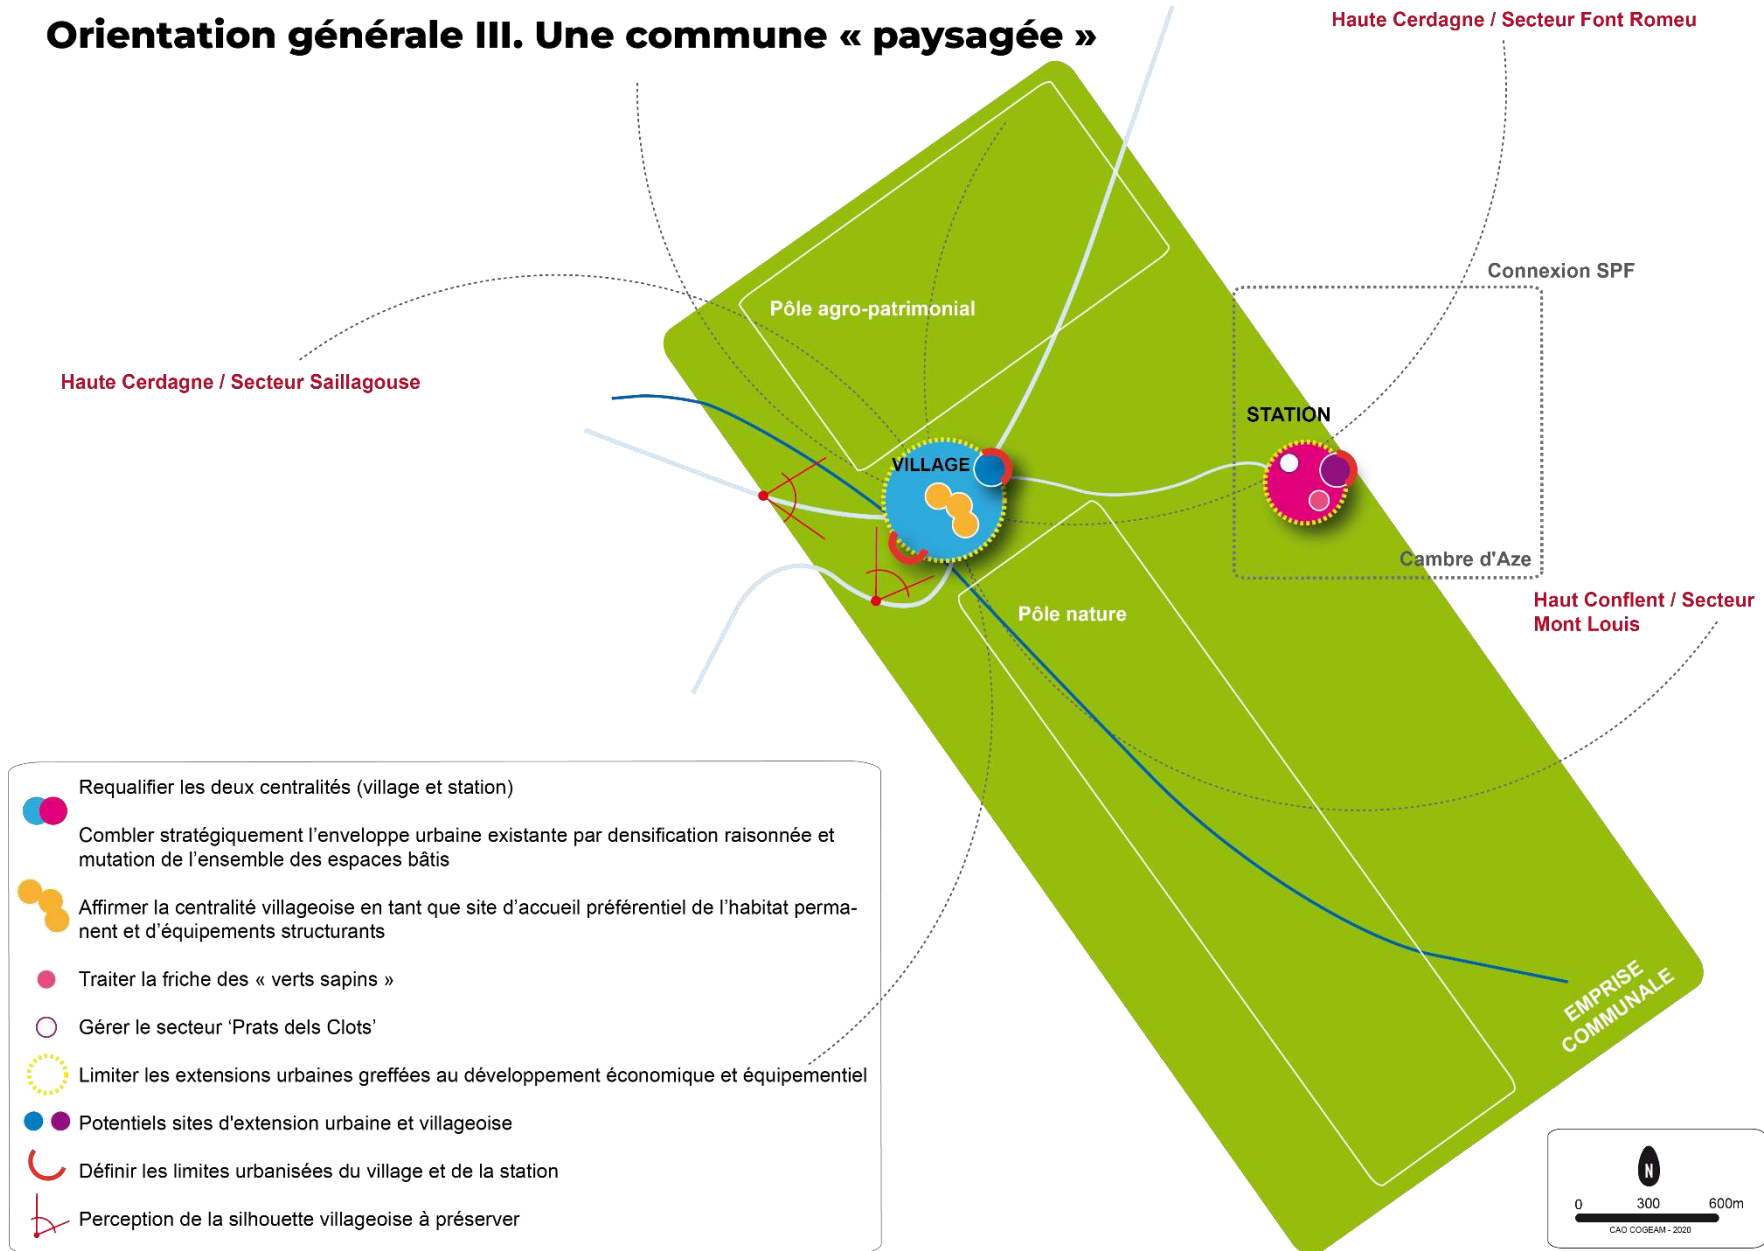 Orientation générale III. Une commune « paysagée »
Haute Cerdagne / Secteur Font Romeu
Connexion SPF
Pôle agro-patrimonial
Haute Cerdagne / Secteur Saillagouse
STATION
VILLAGE
Cambre d'Aze
Haut Conflent / Secteur
Mont Louis
Pôle nature
EMPRISE
COMMUNALE
Requalifier les deux centralités (village et station)
Combler stratégiquement l’enveloppe urbaine existante par densification raisonnée et
mutation de l’ensemble des espaces bâtis
Affirmer la centralité villageoise en tant que site d’accueil préférentiel de l’habitat perma-
nent et d’équipements structurants
Traiter la friche des « verts sapins »
Gérer le secteur ‘Prats dels Clots’
Limiter les extensions urbaines greffées au développement économique et équipementiel
Potentiels sites d'extension urbaine et villageoise
Définir les limites urbanisées du village et de la station
Perception de la silhouette villageoise à préserver
N
0 300 600m
CAO COGEAM - 2020